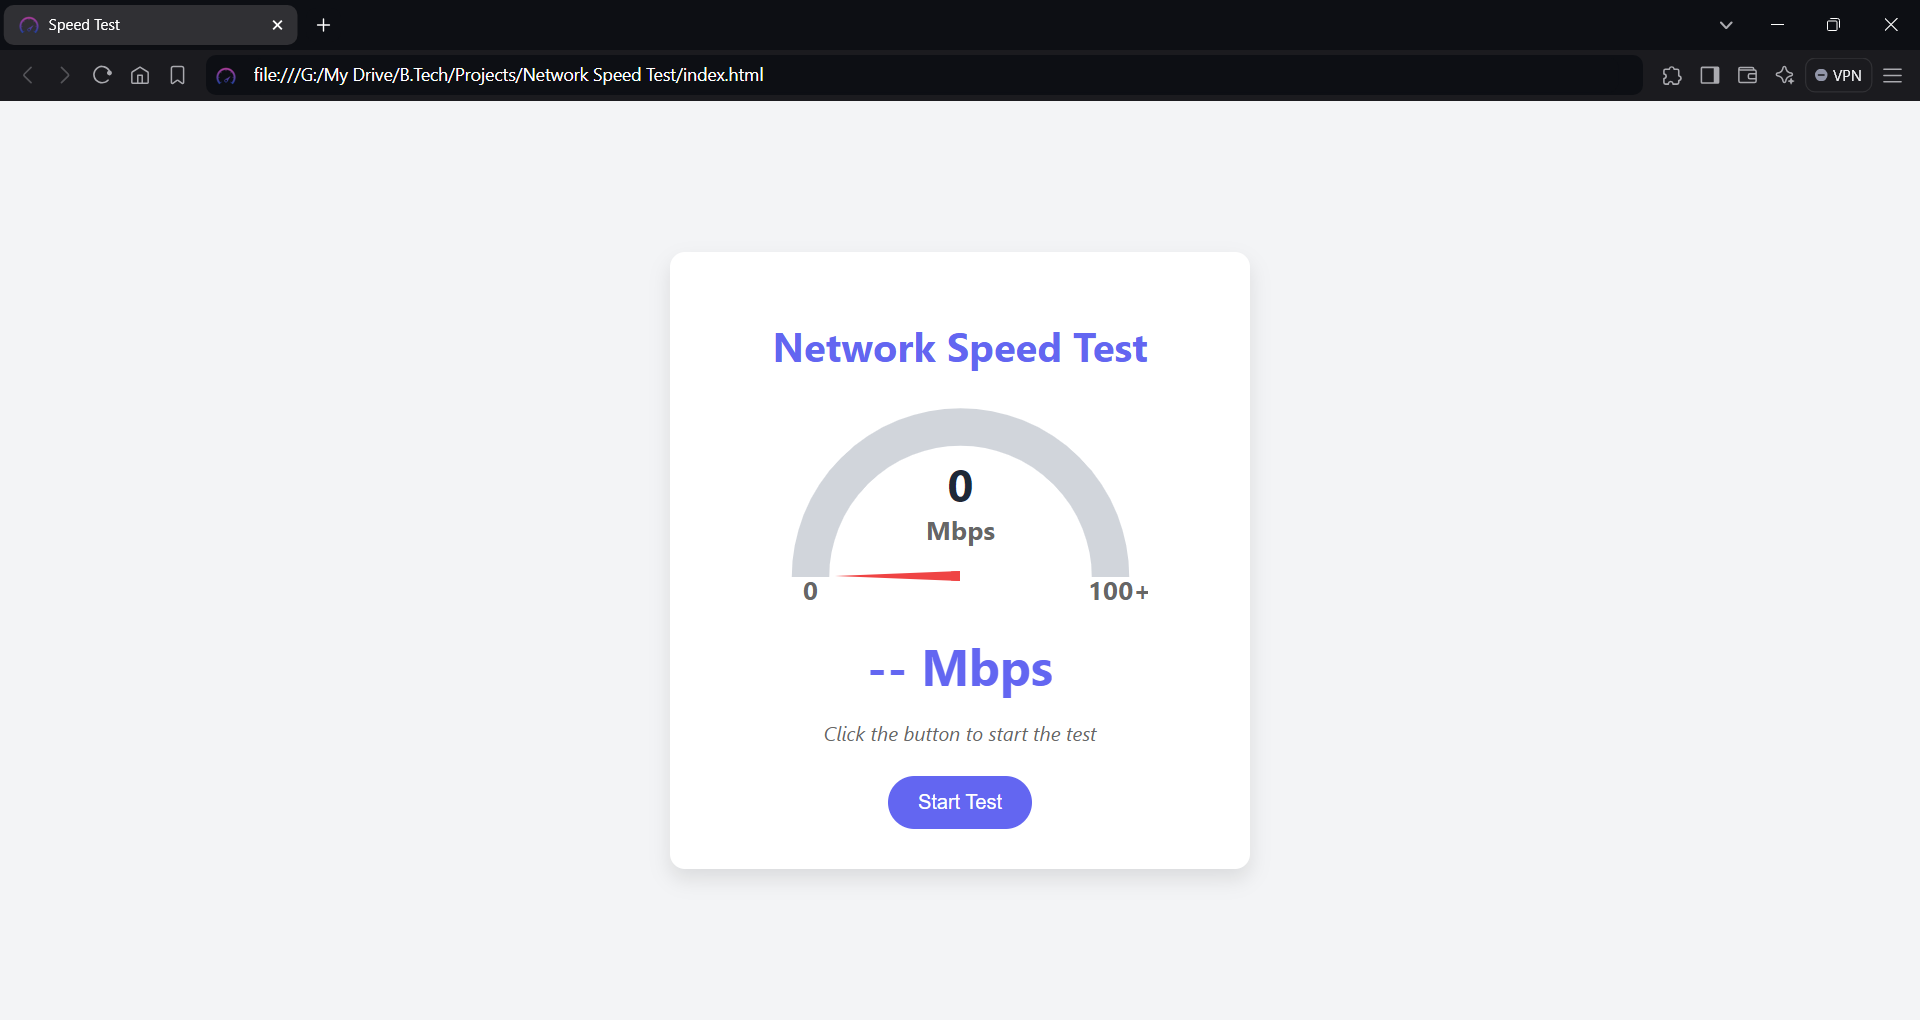 Speed Test
file:///G:/My Drive/B.Tech/Projects/Network Speed Test/index.html
VPN
Network Speed Test
0
Mbps
0
100+
-- Mbps
Click the button to start the test
Start Test